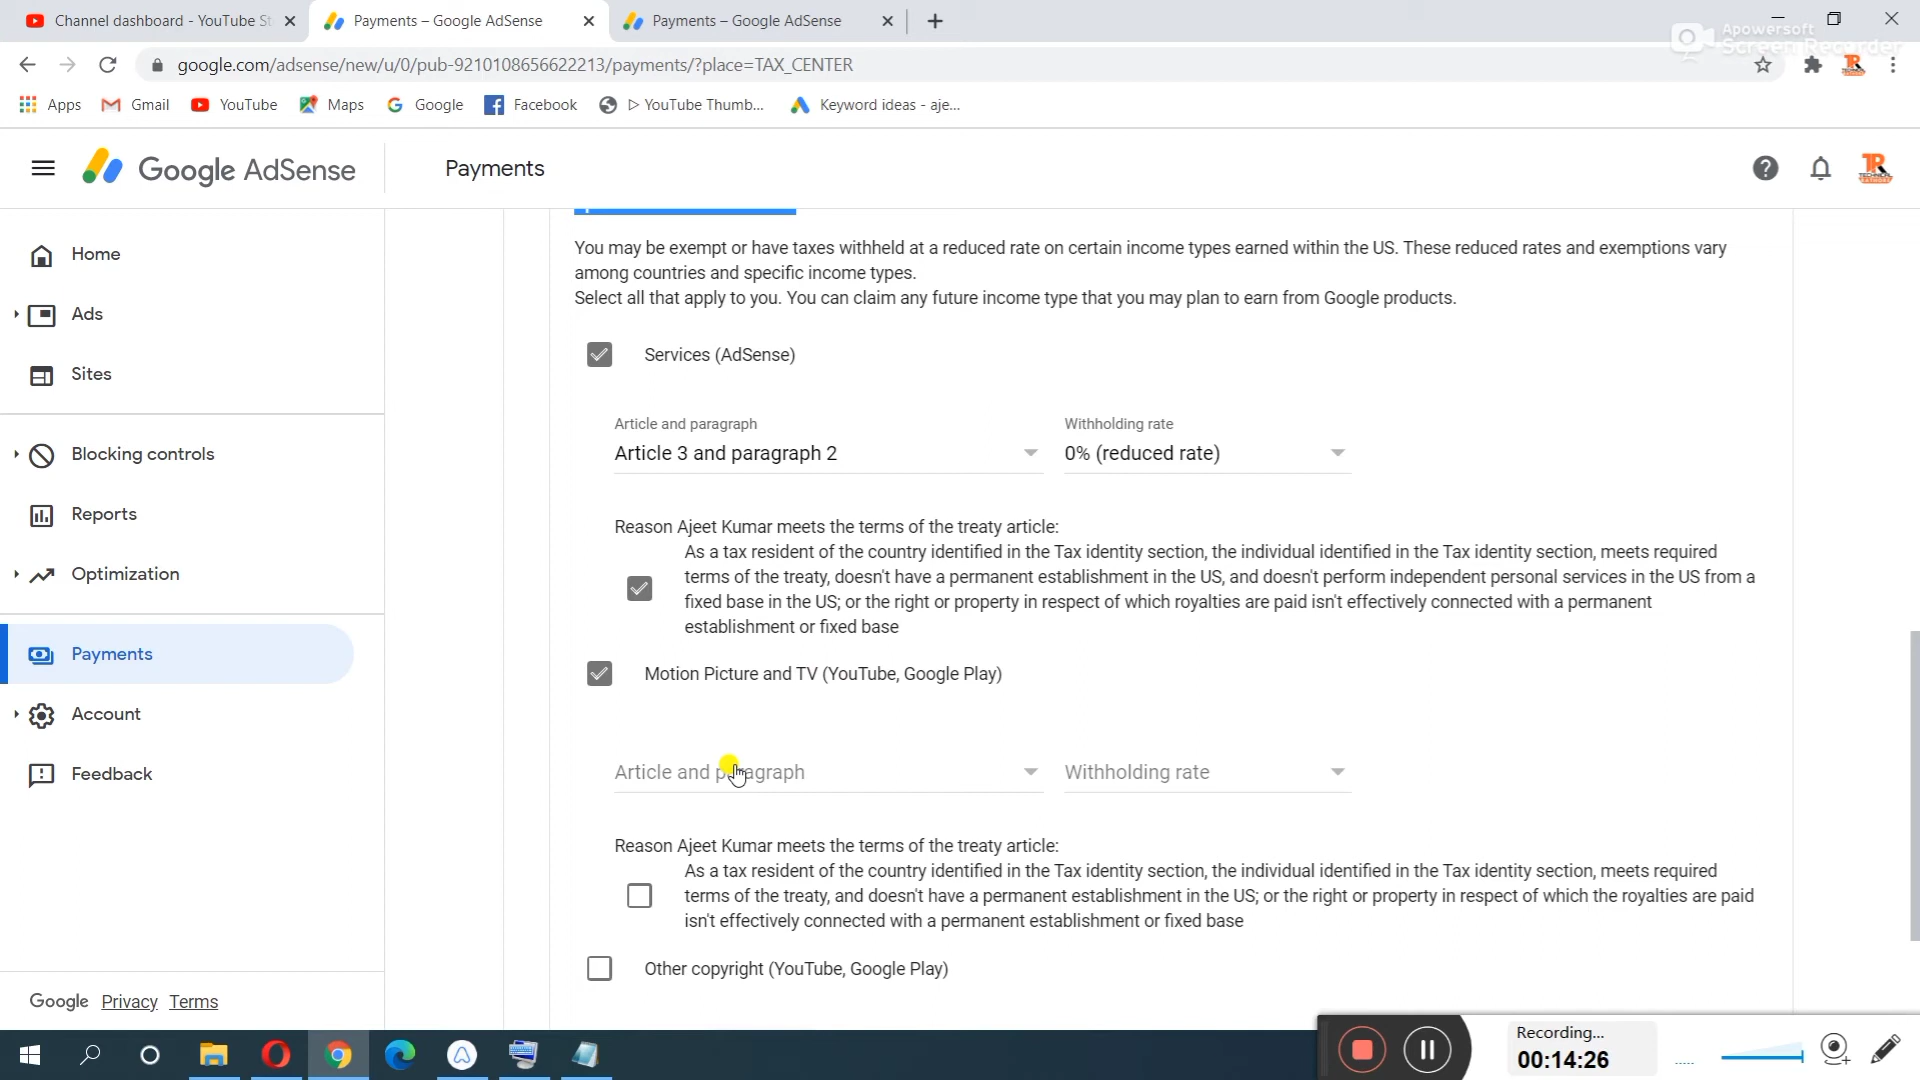 Channel dashboard - YouTube St
Payments – Google AdSense
Payments – Google AdSense
Apowersoft
Screen Recorder
google.com/adsense/new/u/0/pub-9210108656622213/payments/?place=TAX_CENTER
Apps
Gmail
YouTube
Maps
Google
Facebook
▷ YouTube Thumb...
Keyword ideas - aje...
Google AdSense
Payments
Home
Ads
Sites
Blocking controls
Reports
Optimization
Payments
Account
Feedback
Google Privacy Terms
You may be exempt or have taxes withheld at a reduced rate on certain income types earned within the US. These reduced rates and exemptions vary
among countries and specific income types.
Select all that apply to you. You can claim any future income type that you may plan to earn from Google products.
Services (AdSense)
Article and paragraph
Withholding rate
Article 3 and paragraph 2
0% (reduced rate)
Reason Ajeet Kumar meets the terms of the treaty article:
As a tax resident of the country identified in the Tax identity section, the individual identified in the Tax identity section, meets required
terms of the treaty, doesn't have a permanent establishment in the US, and doesn't perform independent personal services in the US from a
fixed base in the US; or the right or property in respect of which royalties are paid isn't effectively connected with a permanent
establishment or fixed base
Motion Picture and TV (YouTube, Google Play)
Article and paragraph
Withholding rate
Reason Ajeet Kumar meets the terms of the treaty article:
As a tax resident of the country identified in the Tax identity section, the individual identified in the Tax identity section, meets required
terms of the treaty, and doesn't have a permanent establishment in the US; or the right or property in respect of which the royalties are paid
isn't effectively connected with a permanent establishment or fixed base
Other copyright (YouTube, Google Play)
Recording...
00:14:26